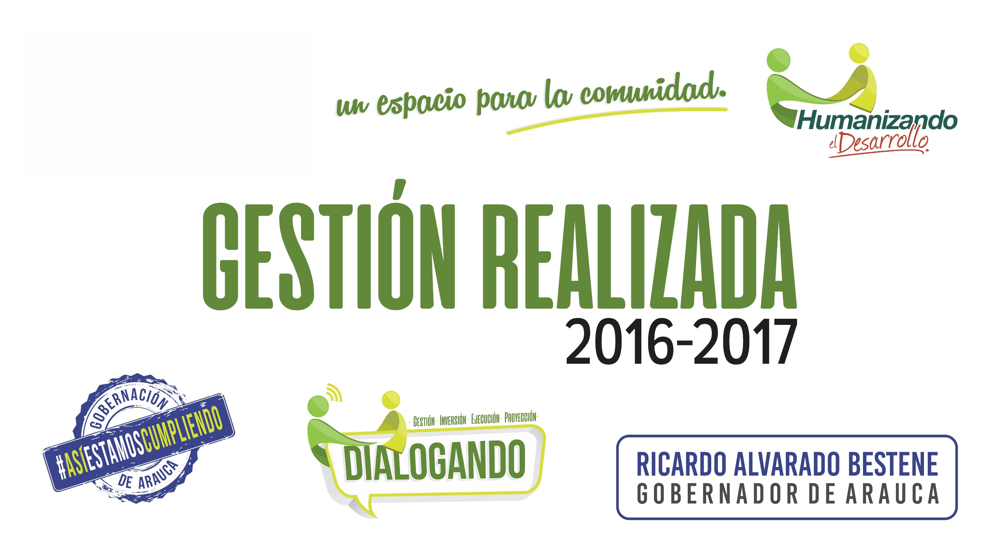 un espacio para la comunidad.
Humanizando
el Desarrollo.
GESTIÓN REALIZADA
2016-2017
GOBERNACIÓN
#ASÍESTAMOSCUMPLIENDO
DE ARAUCA
· GESTIÓN · INVERSIÓN · EJECUCIÓN · PROYECCIÓN ·
DIALOGANDO
RICARDO ALVARADO BESTENE
GOBERNADOR DE ARAUCA